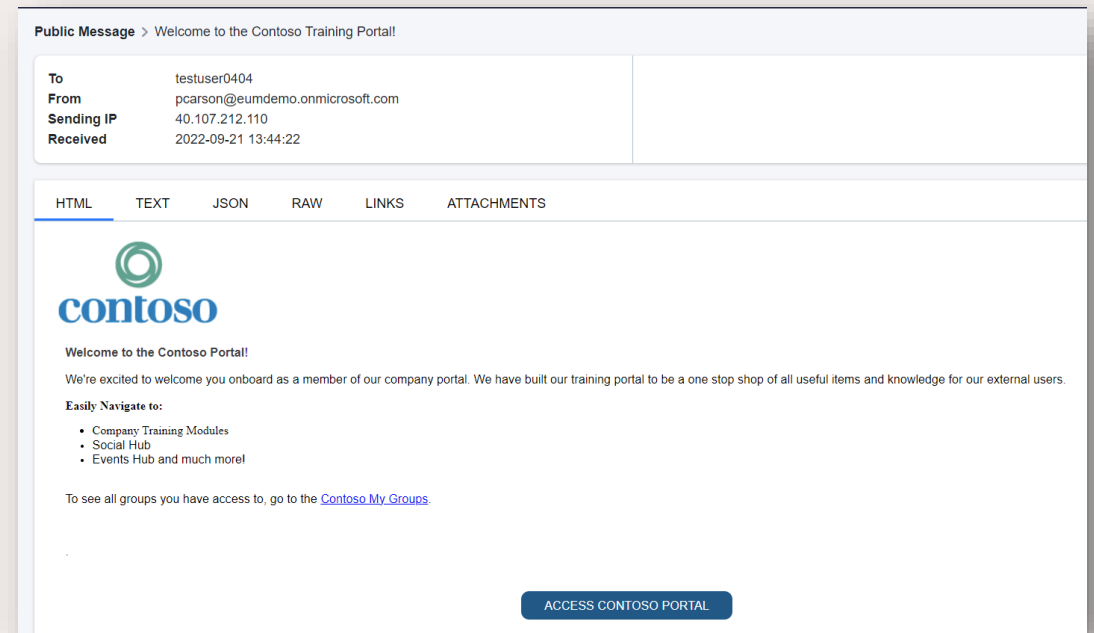 Public Message > Welcome to the Contoso Training Portal!
To testuser0404
From pcarson@eumdemo.onmicrosoft.com
Sending IP 40.107.212.110
Received 2022-09-21 13:44:22
HTML TEXT JSON RAW LINKS ATTACHMENTS
contoso
Welcome to the Contoso Portal!
We're excited to welcome you onboard as a member of our company portal. We have built our training portal to be a one stop shop of all useful items and knowledge for our external users.
Easily Navigate to:
• Company Training Modules
• Social Hub
• Events Hub and much more!
To see all groups you have access to, go to the Contoso My Groups.
.
ACCESS CONTOSO PORTAL